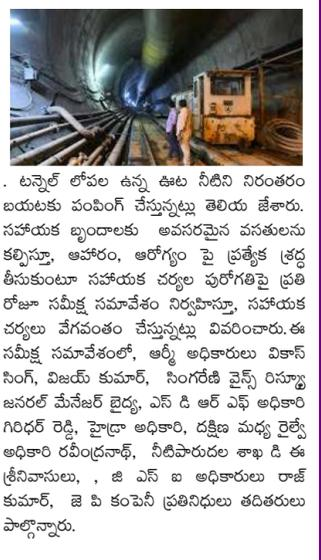 . టన్నెల్ లోపల ఉన్న ఊట నీటిని నిరంతరం
బయటకు పంపింగ్ చేస్తున్నట్లు తెలియ జేశారు.
సహాయక బృందాలకు అవసరమైన వసతులను
కల్పిస్తూ, ఆహారం, ఆరోగ్యం పై ప్రత్యేక శ్రద్ధ
తీసుకుంటూ సహాయక చర్యల పురోగతిపై ప్రతి
రోజూ సమీక్ష సమావేశం నిర్వహిస్తూ, సహాయక
చర్యలు వేగవంతం చేస్తున్నట్లు వివరించారు. ఈ
సమీక్ష సమావేశంలో, ఆర్మీ అధికారులు వికాస్
సింగ్, విజయ్ కుమార్, సింగరేణి మైన్స్ రిస్క్యూ
జనరల్ మేనేజర్ బైద్య, ఎస్ డి ఆర్ ఎఫ్ అధికారి
గిరిధర్ రెడ్డి, హైడ్రా అధికారి, దక్షిణ మధ్య రైల్వే
అధికారి రవీంద్రనాథ్, నీటిపారుదల శాఖ డి ఈ
శ్రీనివాసులు, , జి ఎస్ ఐ అధికారులు రాజ్
కుమార్, జె పి కంపెనీ ప్రతినిధులు తదితరులు
పాల్గొన్నారు.